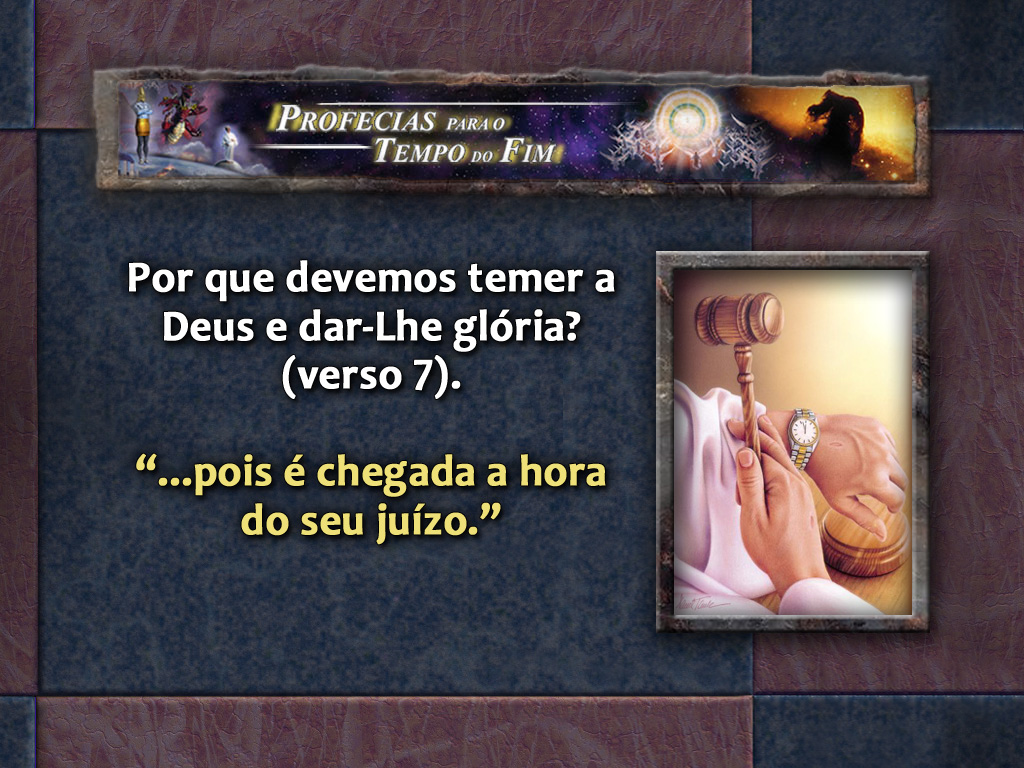 PROFECIAS PARA O
TEMPO DO FIM
Por que devemos temer a
Deus e dar-Lhe glória?
(verso 7).
“...pois é chegada a hora
do seu juízo.”